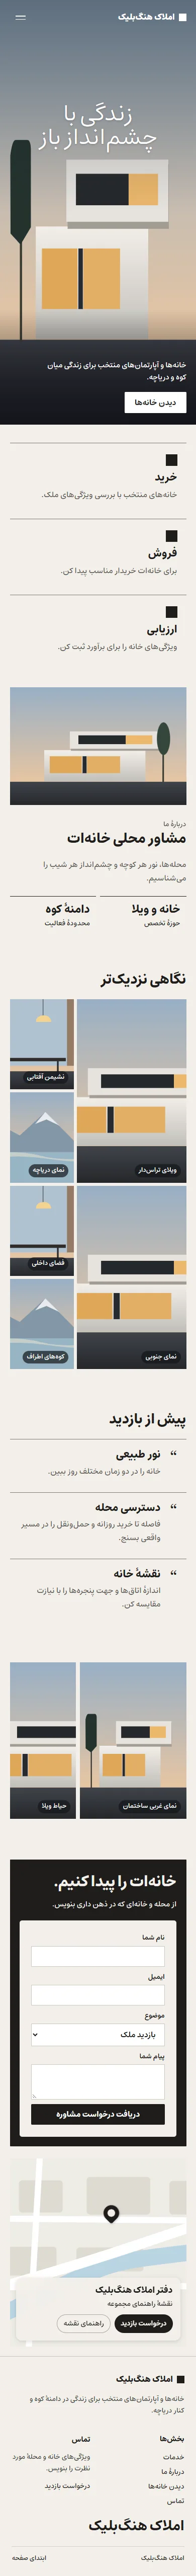 املاک هنگ‌بلیک
زندگی با
چشم‌انداز باز
خانه‌ها و آپارتمان‌های منتخب برای زندگی میان
کوه و دریاچه.
دیدن خانه‌ها
خرید
خانه‌های منتخب با بررسی ویژگی‌های ملک.
فروش
برای خانه‌ات خریدار مناسب پیدا کن.
ارزیابی
ویژگی‌های خانه را برای برآورد ثبت کن.
دربارهٔ ما
مشاور محلی خانه‌ات
محله‌ها، نور هر کوچه و چشم‌انداز هر شیب را
می‌شناسیم.
خانه و ویلا
حوزهٔ تخصص
دامنهٔ کوه
محدودهٔ فعالیت
نگاهی نزدیک‌تر
ویلای تراس‌دار
نشیمن آفتابی
نمای دریاچه
نمای جنوبی
فضای داخلی
کوه‌های اطراف
پیش از بازدید
“
نور طبیعی
خانه را در دو زمان مختلف روز ببین.
“
دسترسی محله
فاصله تا خرید روزانه و حمل‌ونقل را در مسیر
واقعی بسنج.
“
نقشهٔ خانه
اندازهٔ اتاق‌ها و جهت پنجره‌ها را با نیازت
مقایسه کن.
نمای غربی ساختمان
حیاط ویلا
خانه‌ات را پیدا کنیم.
از محله و خانه‌ای که در ذهن داری بنویس.
نام شما
ایمیل
موضوع
بازدید ملک
پیام شما
دریافت درخواست مشاوره
دفتر املاک هنگ‌بلیک
نقشهٔ راهنمای مجموعه
درخواست بازدید
راهنمای نقشه
املاک هنگ‌بلیک
خانه‌ها و آپارتمان‌های منتخب برای زندگی در دامنهٔ کوه و
کنار دریاچه.
بخش‌ها
خدمات
دربارهٔ ما
دیدن خانه‌ها
تماس
تماس
ویژگی‌های خانه و محلهٔ مورد
نظرت را بنویس.
درخواست بازدید
املاک هنگ‌بلیک
املاک هنگ‌بلیک
ابتدای صفحه